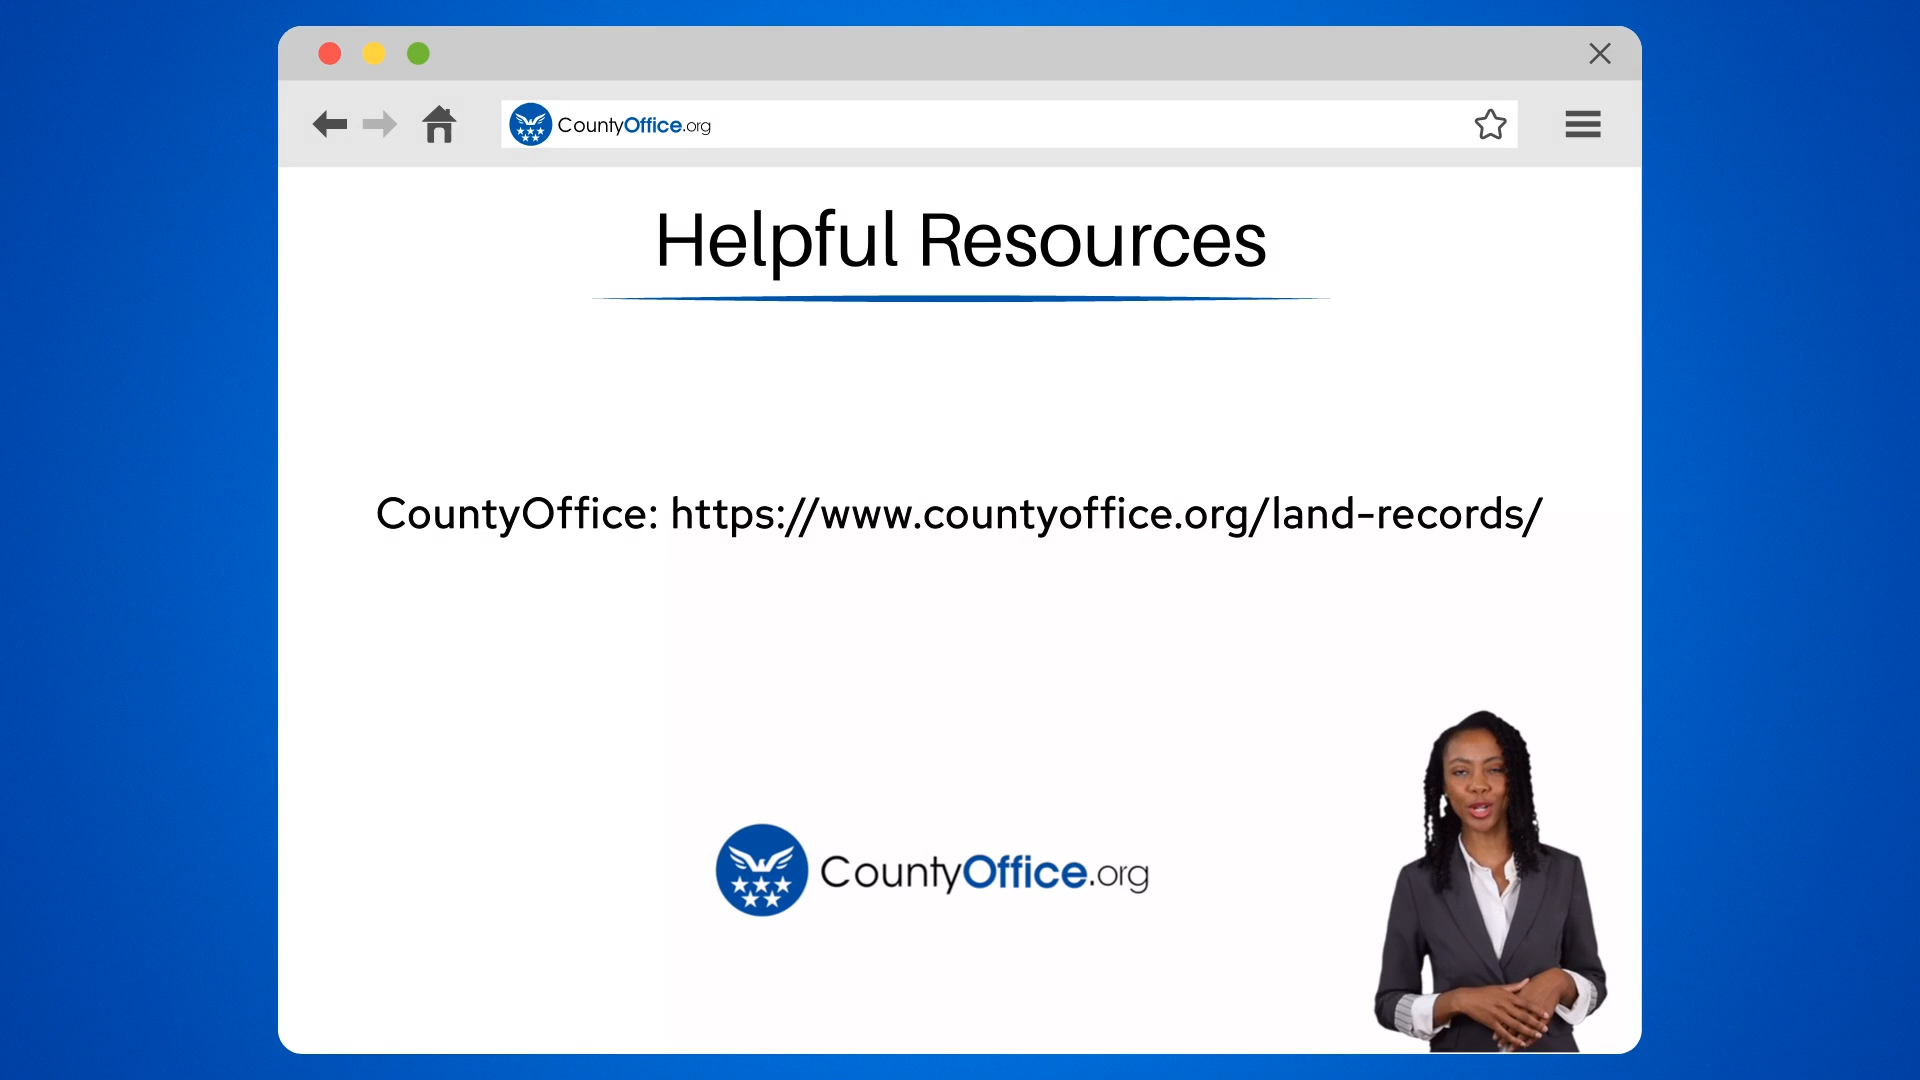 CountyOffice.org
Helpful Resources
CountyOffice: https://www.countyoffice.org/land-records/
CountyOffice.org